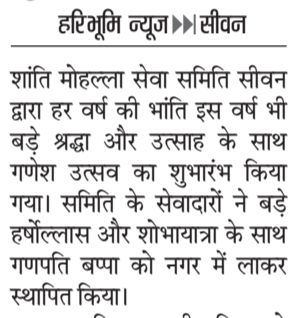 हरिभूमि न्यूज ▶▶| सीवन
शांति मोहल्ला सेवा समिति सीवन
द्वारा हर वर्ष की भांति इस वर्ष भी
बड़े श्रद्धा और उत्साह के साथ
गणेश उत्सव का शुभारंभ किया
गया। समिति के सेवादारों ने बड़े
हर्षोल्लास और शोभायात्रा के साथ
गणपति बप्पा को नगर में लाकर
स्थापित किया।